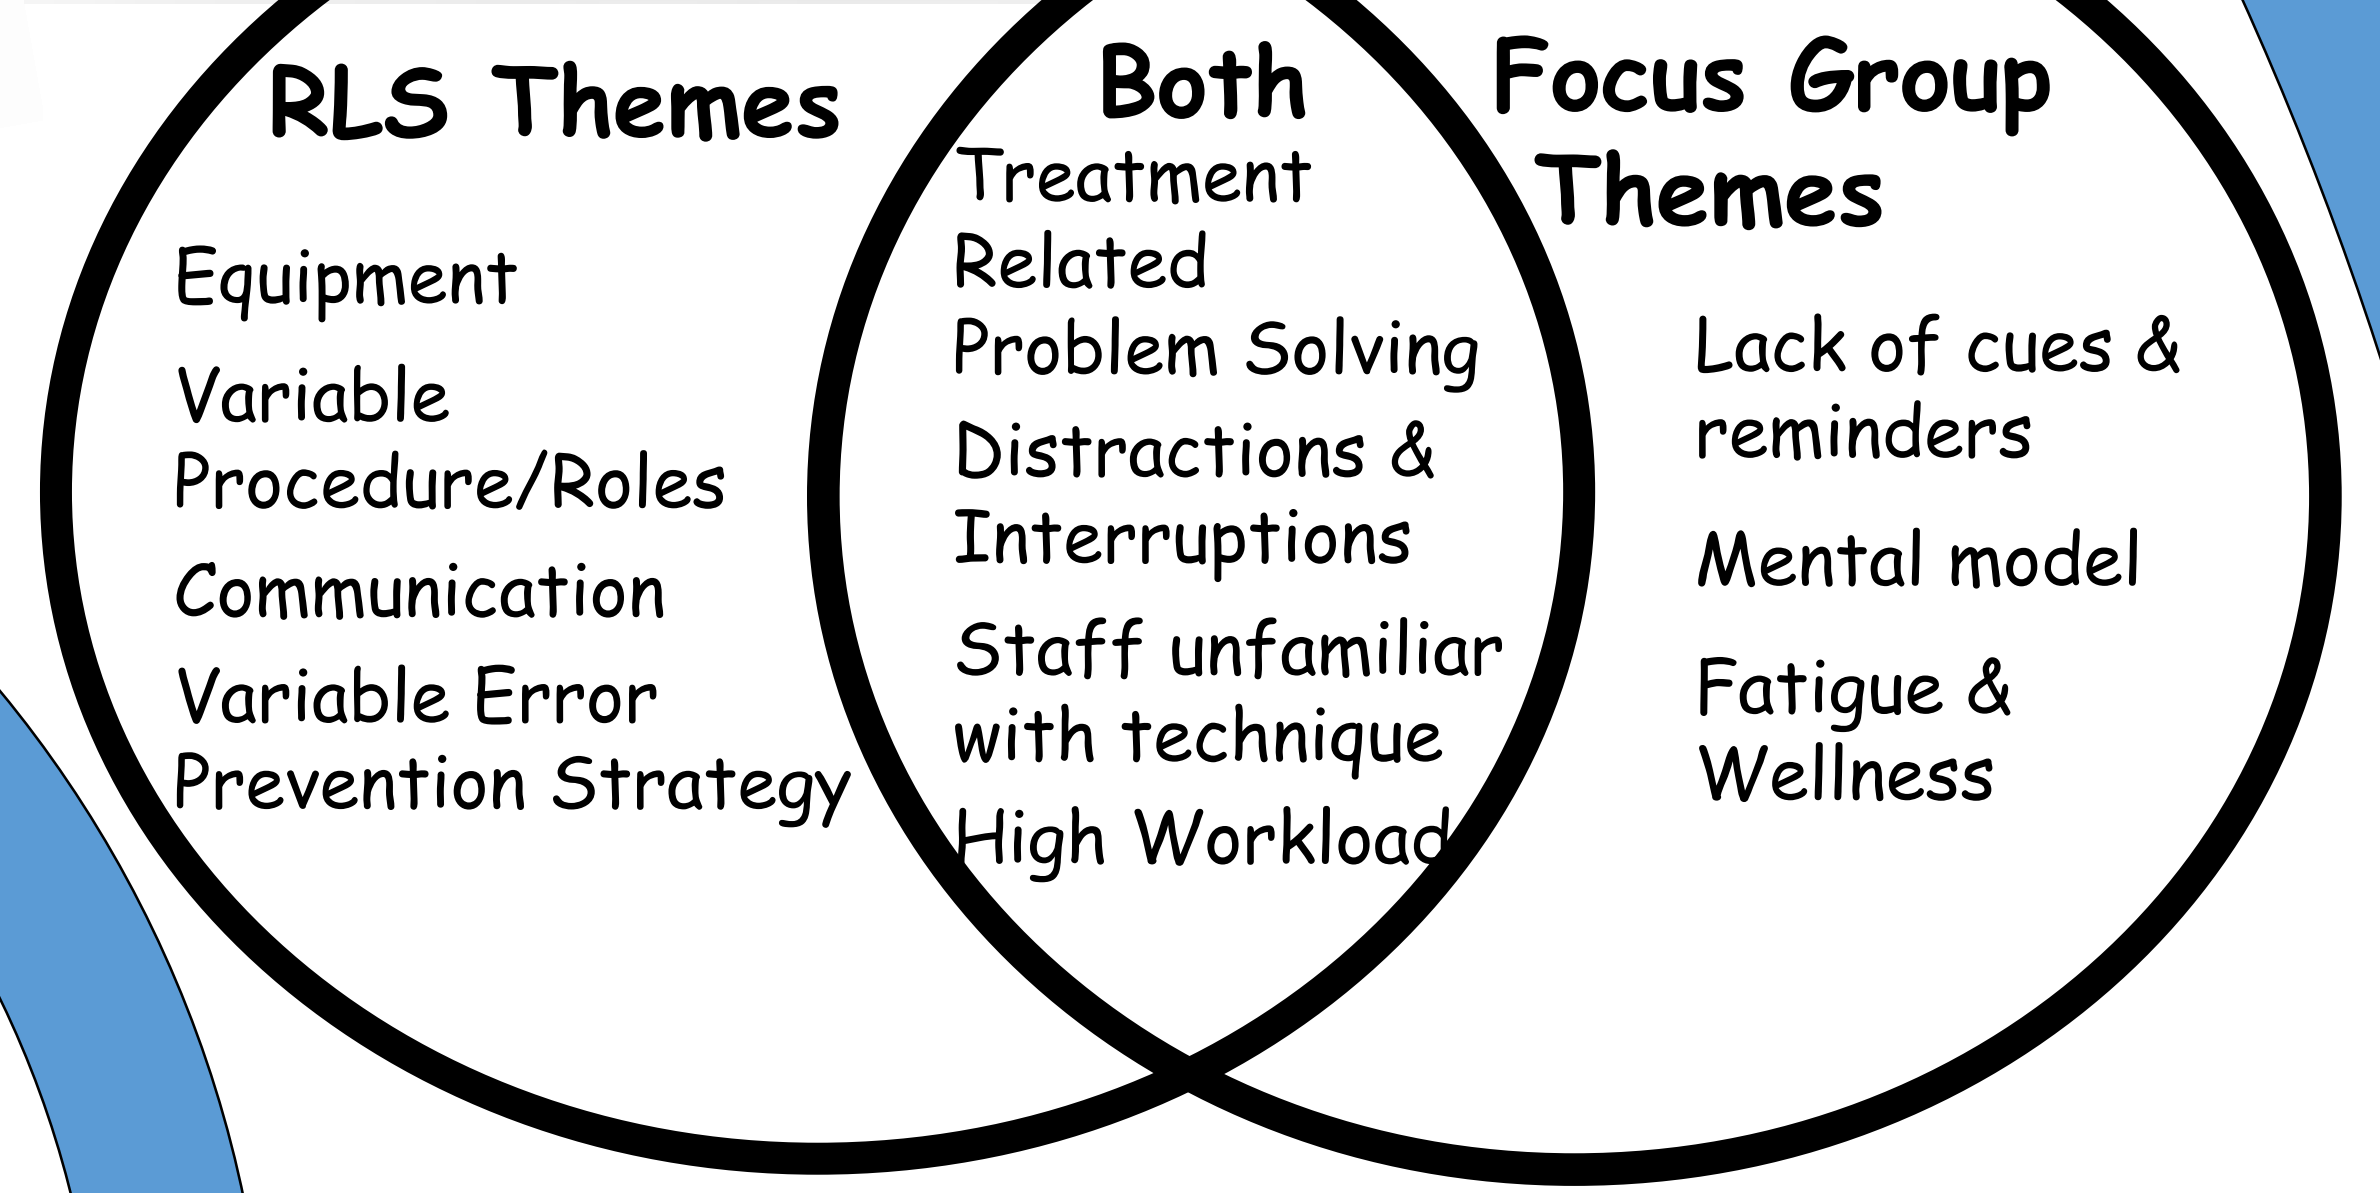 RLS Themes
Equipment
Variable
Procedure/Roles
Communication
Variable Error
Prevention Strategy
Both
Treatment
Related
Problem Solving
Distractions &
Interruptions
Staff unfamiliar
with technique
High Workload
Focus Group
Themes
Lack of cues &
reminders
Mental model
Fatigue &
Wellness